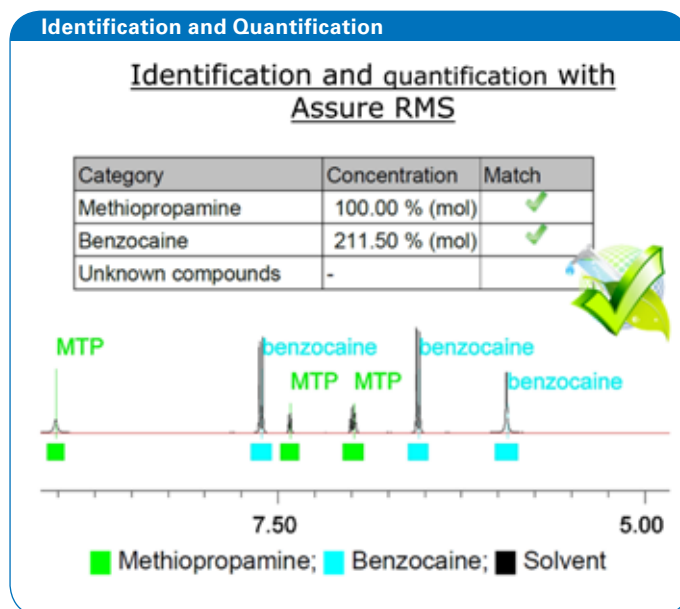 Identification and Quantification
Identification and quantification with
Assure RMS
Category Concentration Match
Methiopropamine 100.00 % (mol)
Benzocaine 211.50 % (mol)
Unknown compounds -
MTP benzocaine benzocaine
MTP MTP benzocaine
7.50 5.00
Methiopropamine; Benzocaine; Solvent